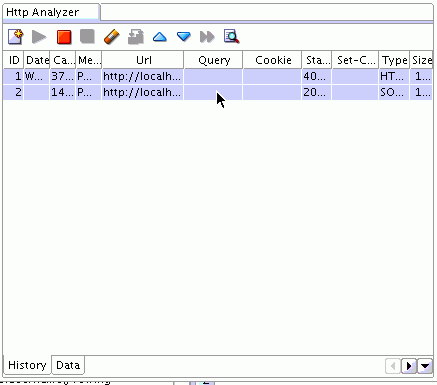 Http Analyzer
ID Date Ca... Me... Url Query Cookie Sta... Set-C... Type Size
1 W... 37... P... http://localh... 40... HT... 1...
2 14... P... http://localh... 20... SO... 1...
History Data